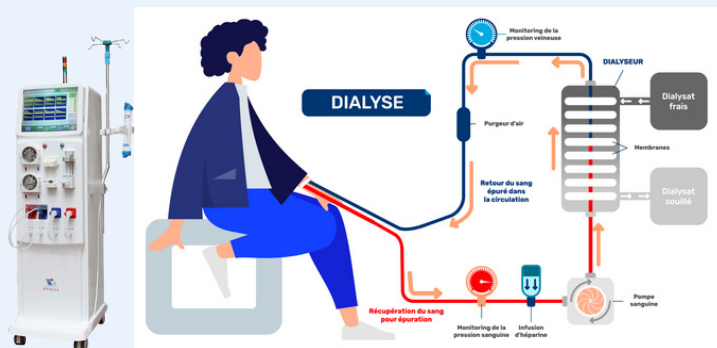 Monitoring de la
pression veineuse
DIALYSEUR
DIALYSE
Dialysat
frais
Purgeur d'air
Membranes
Retour du sang
épuré dans
la circulation
Dialysat
souillé
Récupération du sang
pour épuration
Monitoring de la
pression sanguine
Infusion
d'héparine
Pompe
sanguine